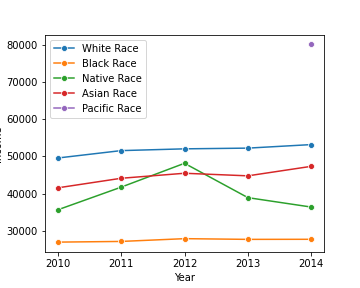 80000
70000
60000
50000
40000
30000
White Race
Black Race
Native Race
Asian Race
Pacific Race
2010 2011 2012 2013 2014
Year